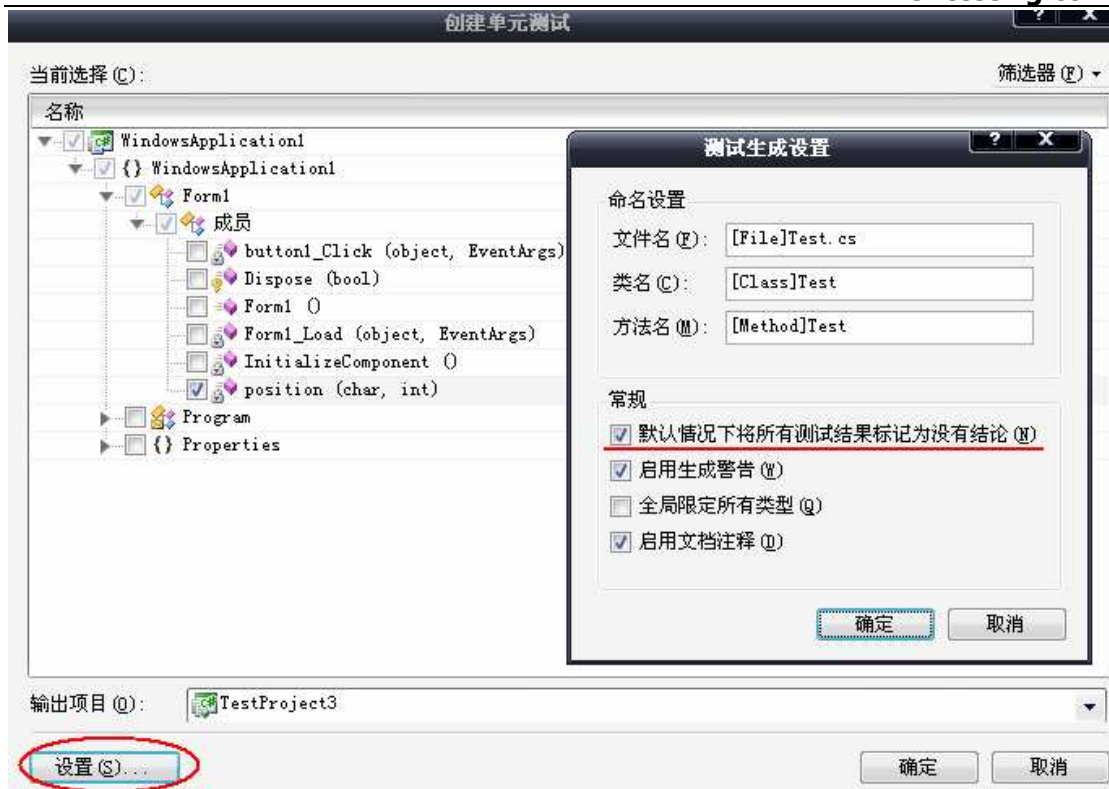 创建单元测试
? X
当前选择(C):
筛选器(F)
名称
WindowsApplication1
{} WindowsApplication1
Form1
成员
button1_Click (object, EventArgs)
Dispose (bool)
Form1 ()
Form1_Load (object, EventArgs)
InitializeComponent ()
position (char, int)
Program
{} Properties
测试生成设置
? X
命名设置
文件名(F): [File]Test.cs
类名(C): [Class]Test
方法名(M): [Method]Test
常规
默认情况下将所有测试结果标记为没有结论(N)
启用生成警告(W)
全局限定所有类型(Q)
启用文档注释(D)
确定 取消
输出项目(O): TestProject3
设置(S)... 确定 取消